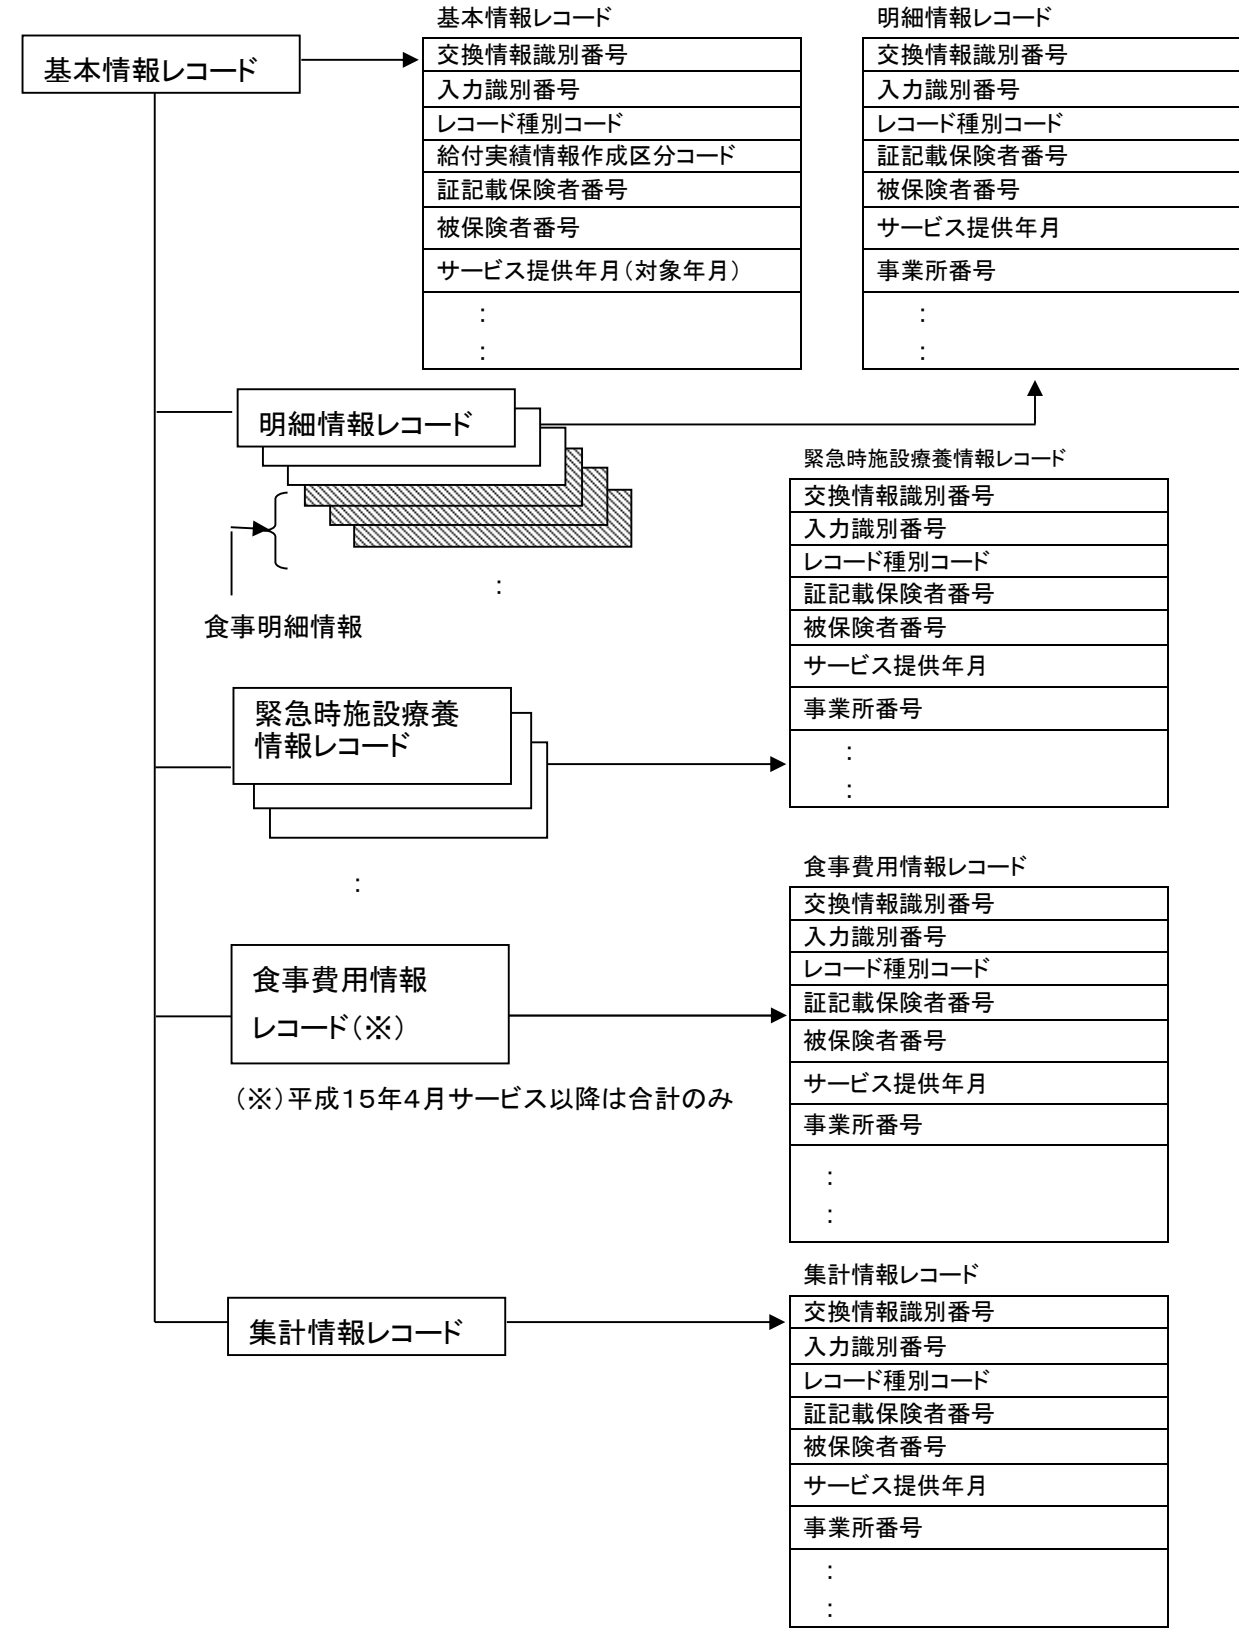 基本情報レコード
基本情報レコード
交換情報識別番号
入力識別番号
レコード種別コード
給付実績情報作成区分コード
証記載保険者番号
被保険者番号
サービス提供年月(対象年月)
:
:
明細情報レコード
交換情報識別番号
入力識別番号
レコード種別コード
証記載保険者番号
被保険者番号
サービス提供年月
事業所番号
:
:
明細情報レコード
:
食事明細情報
緊急時施設療養情報レコード
交換情報識別番号
入力識別番号
レコード種別コード
証記載保険者番号
被保険者番号
サービス提供年月
事業所番号
:
:
緊急時施設療養
情報レコード
:
食事費用情報レコード
交換情報識別番号
入力識別番号
レコード種別コード
証記載保険者番号
被保険者番号
サービス提供年月
事業所番号
:
:
食事費用情報
レコード(※)
(※)平成15年4月サービス以降は合計のみ
集計情報レコード
集計情報レコード
交換情報識別番号
入力識別番号
レコード種別コード
証記載保険者番号
被保険者番号
サービス提供年月
事業所番号
:
: